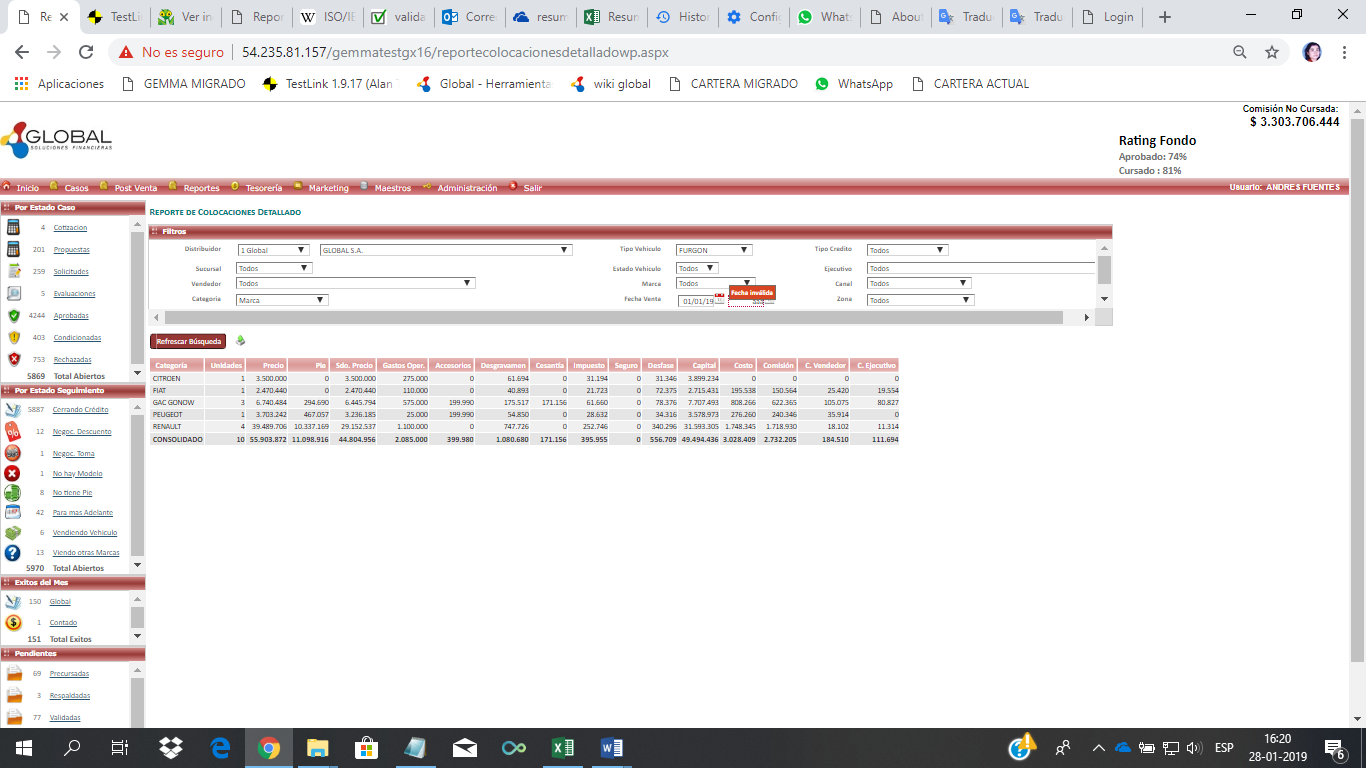 Re
TestLi
Ver in
Repor
ISO/IE
valida
Corre
resum
Resun
Histor
Config
Whats
About
Tradu
Tradu
Login
No es seguro | 54.235.81.157/gemmatestgx16/reportecolocacionesdetalladowp.aspx
Aplicaciones GEMMA MIGRADO TestLink 1.9.17 (Alan Global - Herramienta wiki global CARTERA MIGRADO WhatsApp CARTERA ACTUAL
Comisión No Cursada:
$ 3.303.706.444
GLOBAL
SOLUCIONES FINANCIERAS
Rating Fondo
Aprobado: 74%
Cursado : 81%
Inicio Casos Post Venta Reportes Tesorería Marketing Maestros Administración Salir Usuario: ANDRES FUENTES
Por Estado Caso
4 Cotizacion
201 Propuestas
259 Solicitudes
5 Evaluaciones
4244 Aprobadas
403 Condicionadas
753 Rechazadas
5869 Total Abiertos
Por Estado Seguimiento
5887 Cerrando Crédito
12 Negoc. Descuento
1 Negoc. Toma
1 No hay Modelo
8 No tiene Pie
42 Para mas Adelante
6 Vendiendo Vehiculo
13 Viendo otras Marcas
5970 Total Abiertos
Exitos del Mes
150 Global
1 Contado
151 Total Exitos
Pendientes
69 Precursadas
3 Respaldadas
77 Validadas
REPORTE DE COLOCACIONES DETALLADO
Filtros
Distribuidor 1 Global GLOBAL S.A. Tipo Vehiculo FURGON Tipo Credito Todos
Sucursal Todos Estado Vehiculo Todos Ejecutivo Todos
Vendedor Todos Marca Todos Canal Todos
Categoria Marca Fecha Venta 01/01/19 Fecha inválida Zona Todos
Refrescar Búsqueda
Categoría Unidades Precio Pie Sdo. Precio Gastos Oper. Accesorios Desgravamen Cesantía Impuesto Seguro Desfase Capital Costo Comisión C. Vendedor C. Ejecutivo
CITROEN 1 3.500.000 0 3.500.000 275.000 0 61.694 0 31.194 0 31.346 3.899.234 0 0 0 0
FIAT 1 2.470.440 0 2.470.440 110.000 0 40.893 0 21.723 0 72.375 2.715.431 195.538 150.564 25.420 19.554
GAC GONOW 3 6.740.484 294.690 6.445.794 575.000 199.990 175.517 171.156 61.660 0 78.376 7.707.493 808.266 622.365 105.075 80.827
PEUGEOT 1 3.703.242 467.057 3.236.185 25.000 199.990 54.850 0 28.632 0 34.316 3.578.973 276.260 240.346 35.914 0
RENAULT 4 39.489.706 10.337.169 29.152.537 1.100.000 0 747.726 0 252.746 0 340.296 31.593.305 1.748.345 1.718.930 18.102 11.314
CONSOLIDADO 10 55.903.872 11.098.916 44.804.956 2.085.000 399.980 1.080.680 171.156 395.955 0 556.709 49.494.436 3.028.409 2.732.205 184.510 111.694
ESP
16:20
28-01-2019
6